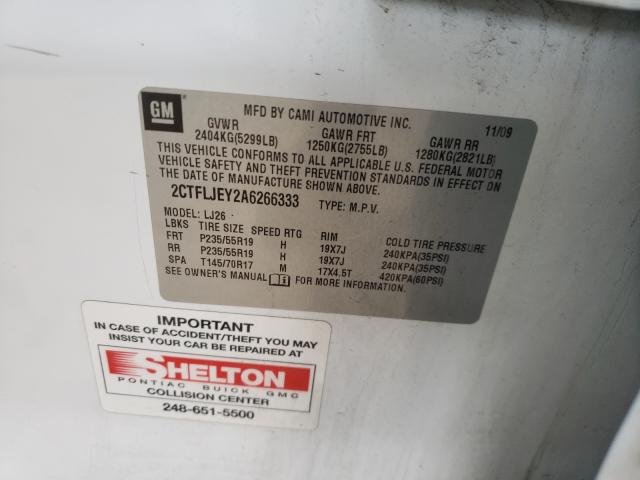 GM
MFD BY CAMI AUTOMOTIVE INC. 11/09
GVWR GAWR FRT GAWR RR
2404KG(5299LB) 1250KG(2755LB) 1280KG(2821LB)
THIS VEHICLE CONFORMS TO ALL APPLICABLE U.S. FEDERAL MOTOR
VEHICLE SAFETY AND THEFT PREVENTION STANDARDS IN EFFECT ON
THE DATE OF MANUFACTURE SHOWN ABOVE.
2CTFLJEY2A6266333 TYPE: M.P.V.
MODEL: LJ26
LBKS TIRE SIZE SPEED RTG RIM COLD TIRE PRESSURE
FRT P235/55R19 H 19X7J 240KPA(35PSI)
RR P235/55R19 H 19X7J 240KPA(35PSI)
SPA T145/70R17 M 17X4.5T 420KPA(60PSI)
SEE OWNER'S MANUAL FOR MORE INFORMATION.
IMPORTANT
IN CASE OF ACCIDENT/THEFT YOU MAY
INSIST YOUR CAR BE REPAIRED AT
SHELTON
PONTIAC BUICK GMC
COLLISION CENTER
248-651-5500